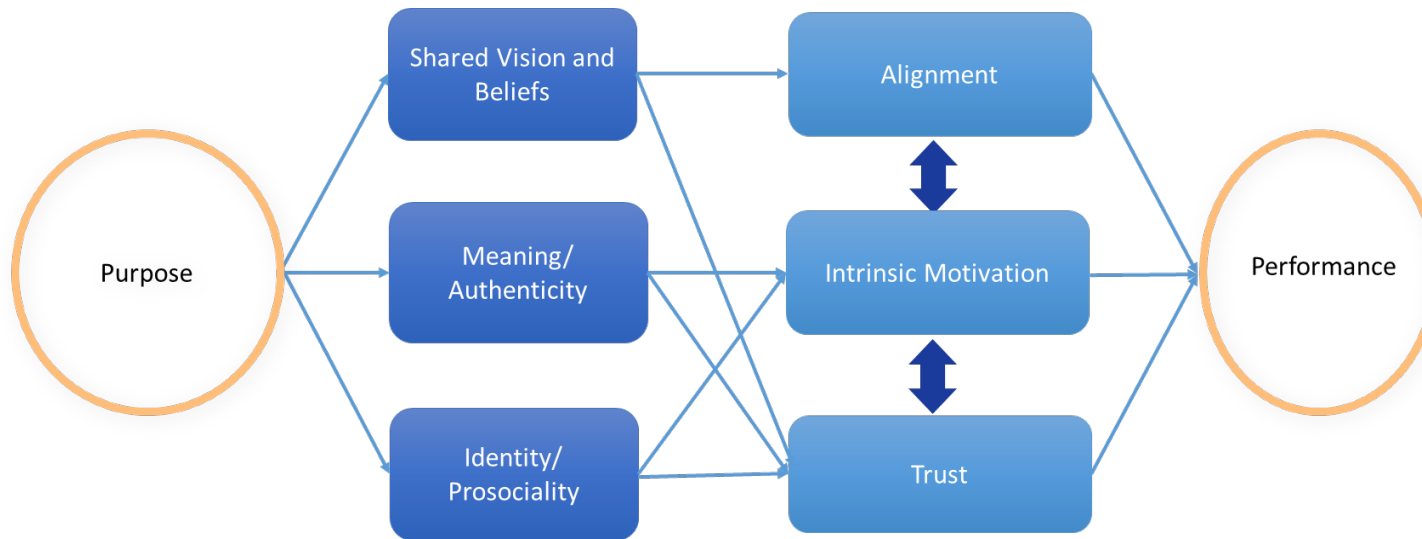 Purpose
Shared Vision and
Beliefs
Meaning/
Authenticity
Identity/
Prosociality
Alignment
Intrinsic Motivation
Trust
Performance